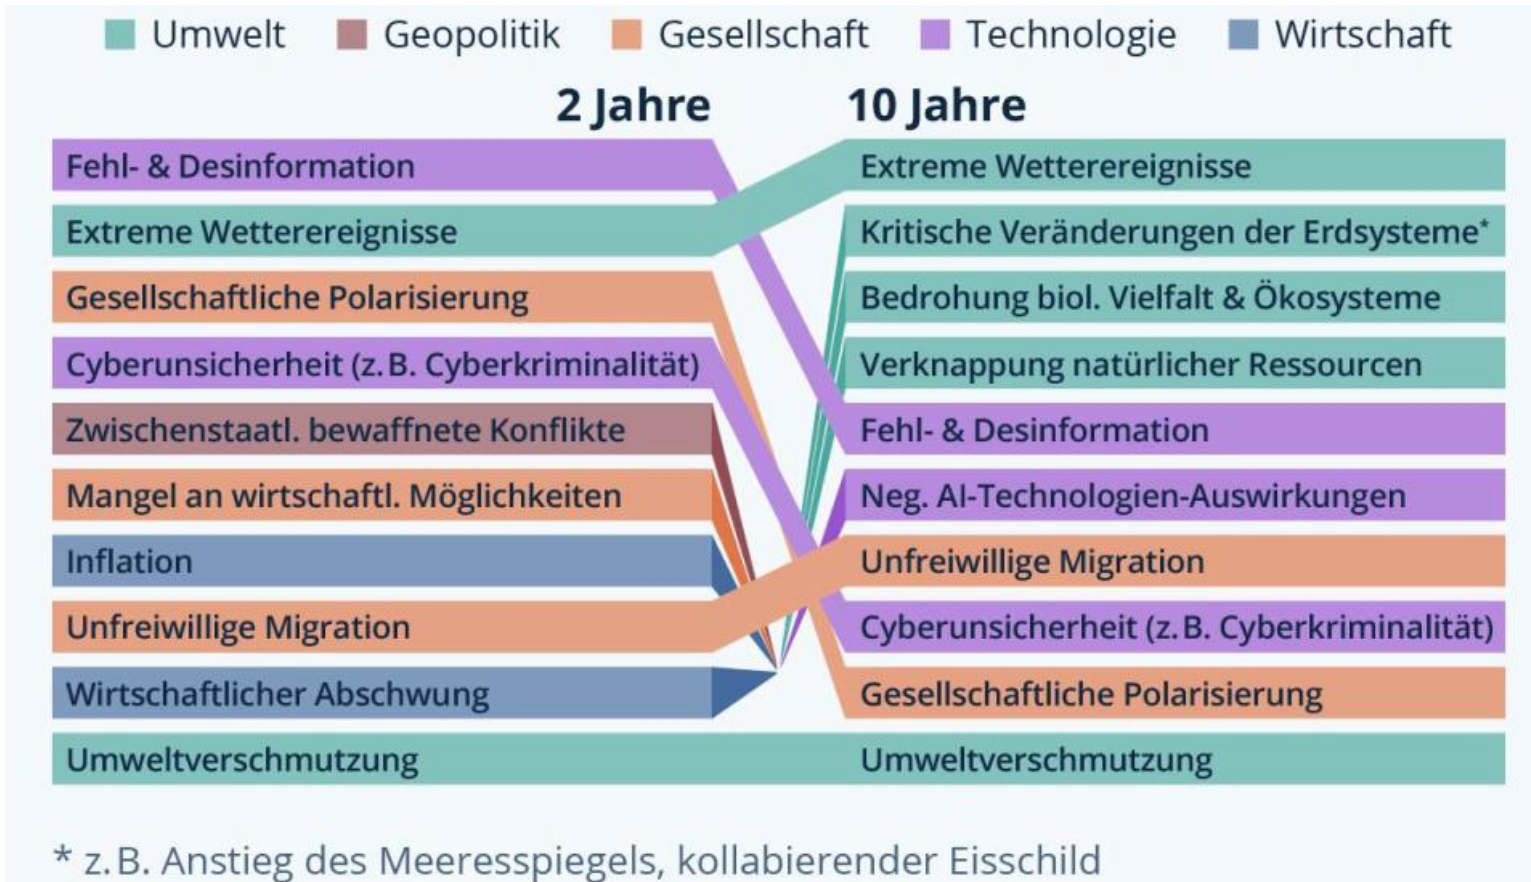 Umwelt Geopolitik Gesellschaft Technologie Wirtschaft
2 Jahre 10 Jahre
Fehl- & Desinformation Extreme Wetterereignisse
Extreme Wetterereignisse Kritische Veränderungen der Erdsysteme*
Gesellschaftliche Polarisierung Bedrohung biol. Vielfalt & Ökosysteme
Cyberunsicherheit (z.B. Cyberkriminalität) Verknappung natürlicher Ressourcen
Zwischenstaatl. bewaffnete Konflikte Fehl- & Desinformation
Mangel an wirtschaftl. Möglichkeiten Neg. AI-Technologien-Auswirkungen
Inflation Unfreiwillige Migration
Unfreiwillige Migration Cyberunsicherheit (z.B. Cyberkriminalität)
Wirtschaftlicher Abschwung Gesellschaftliche Polarisierung
Umweltverschmutzung Umweltverschmutzung
* z.B. Anstieg des Meeresspiegels, kollabierender Eisschild